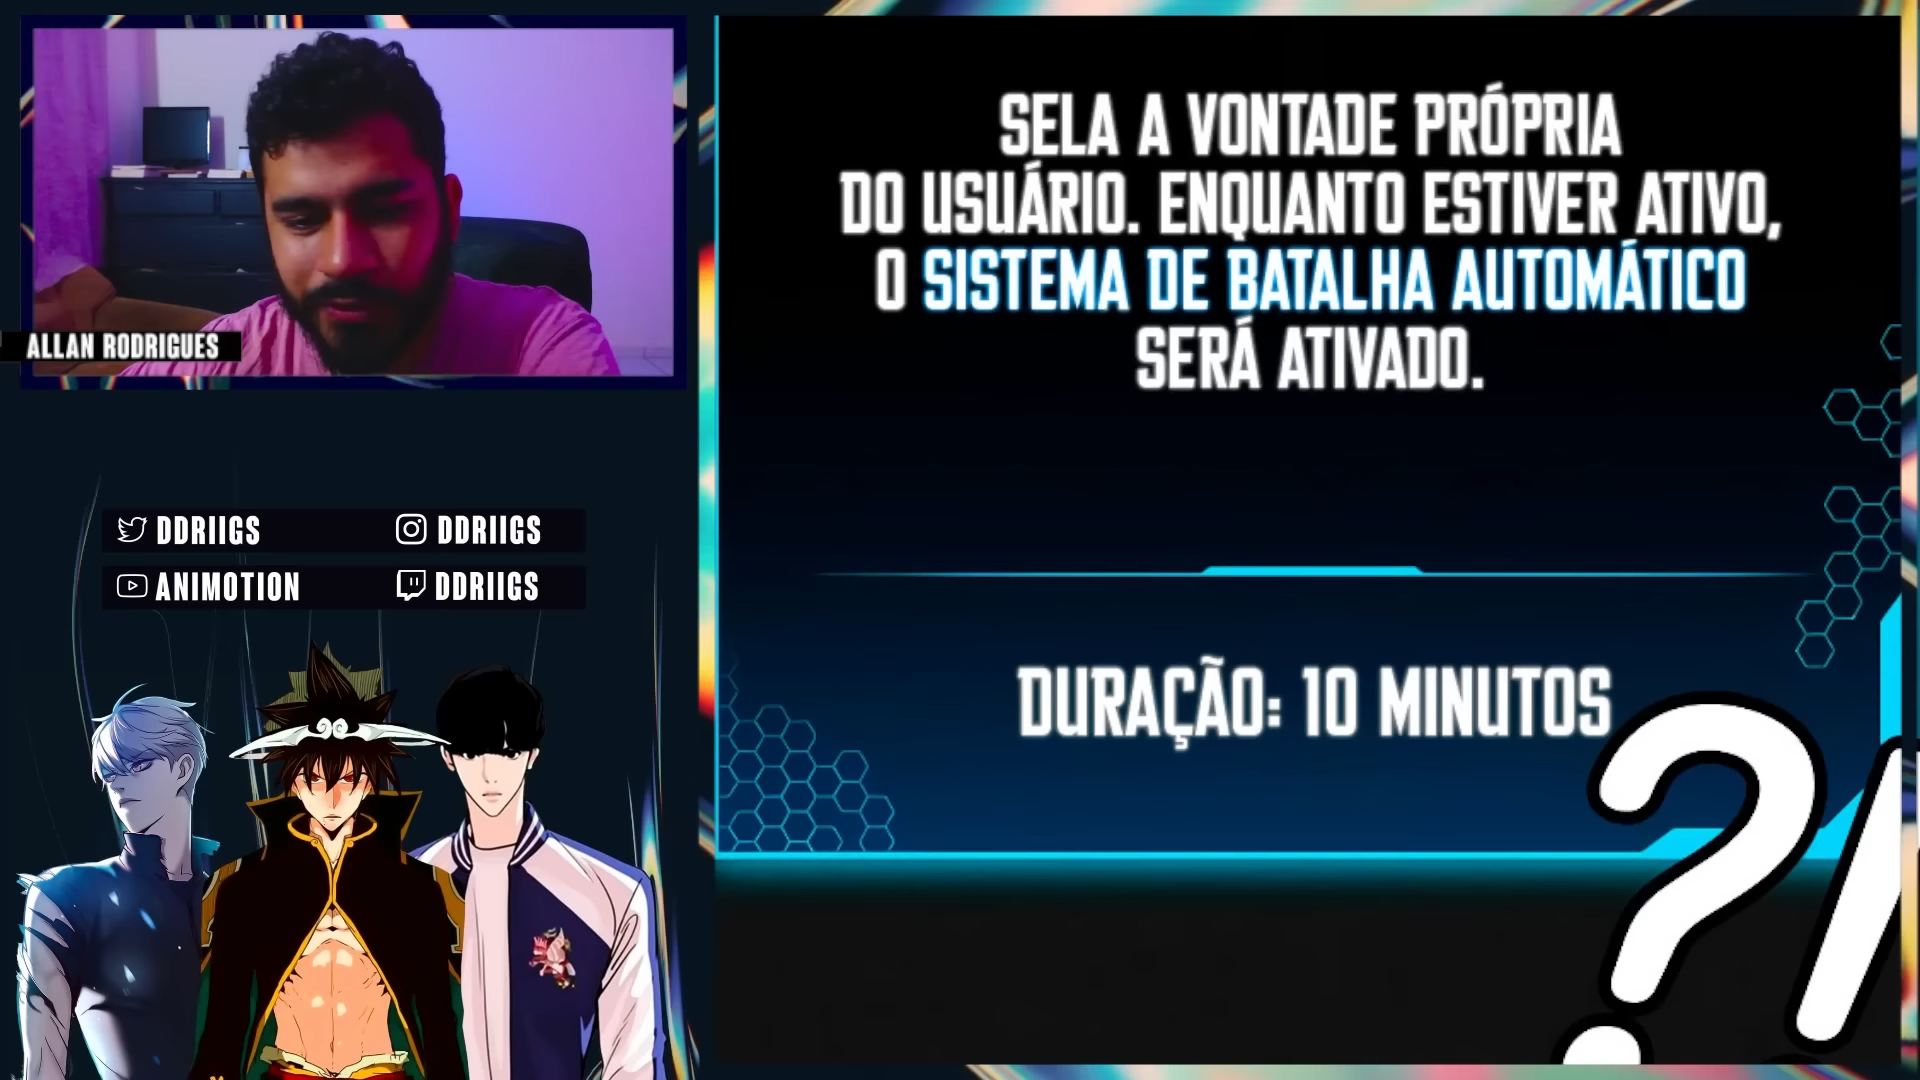 ALLAN RODRIGUES
DDRIIGS
DDRIIGS
ANIMOTION
DDRIIGS
SELA A VONTADE PRÓPRIA
DO USUÁRIO. ENQUANTO ESTIVER ATIVO,
O SISTEMA DE BATALHA AUTOMÁTICO
SERÁ ATIVADO.
DURAÇÃO: 10 MINUTOS
?!